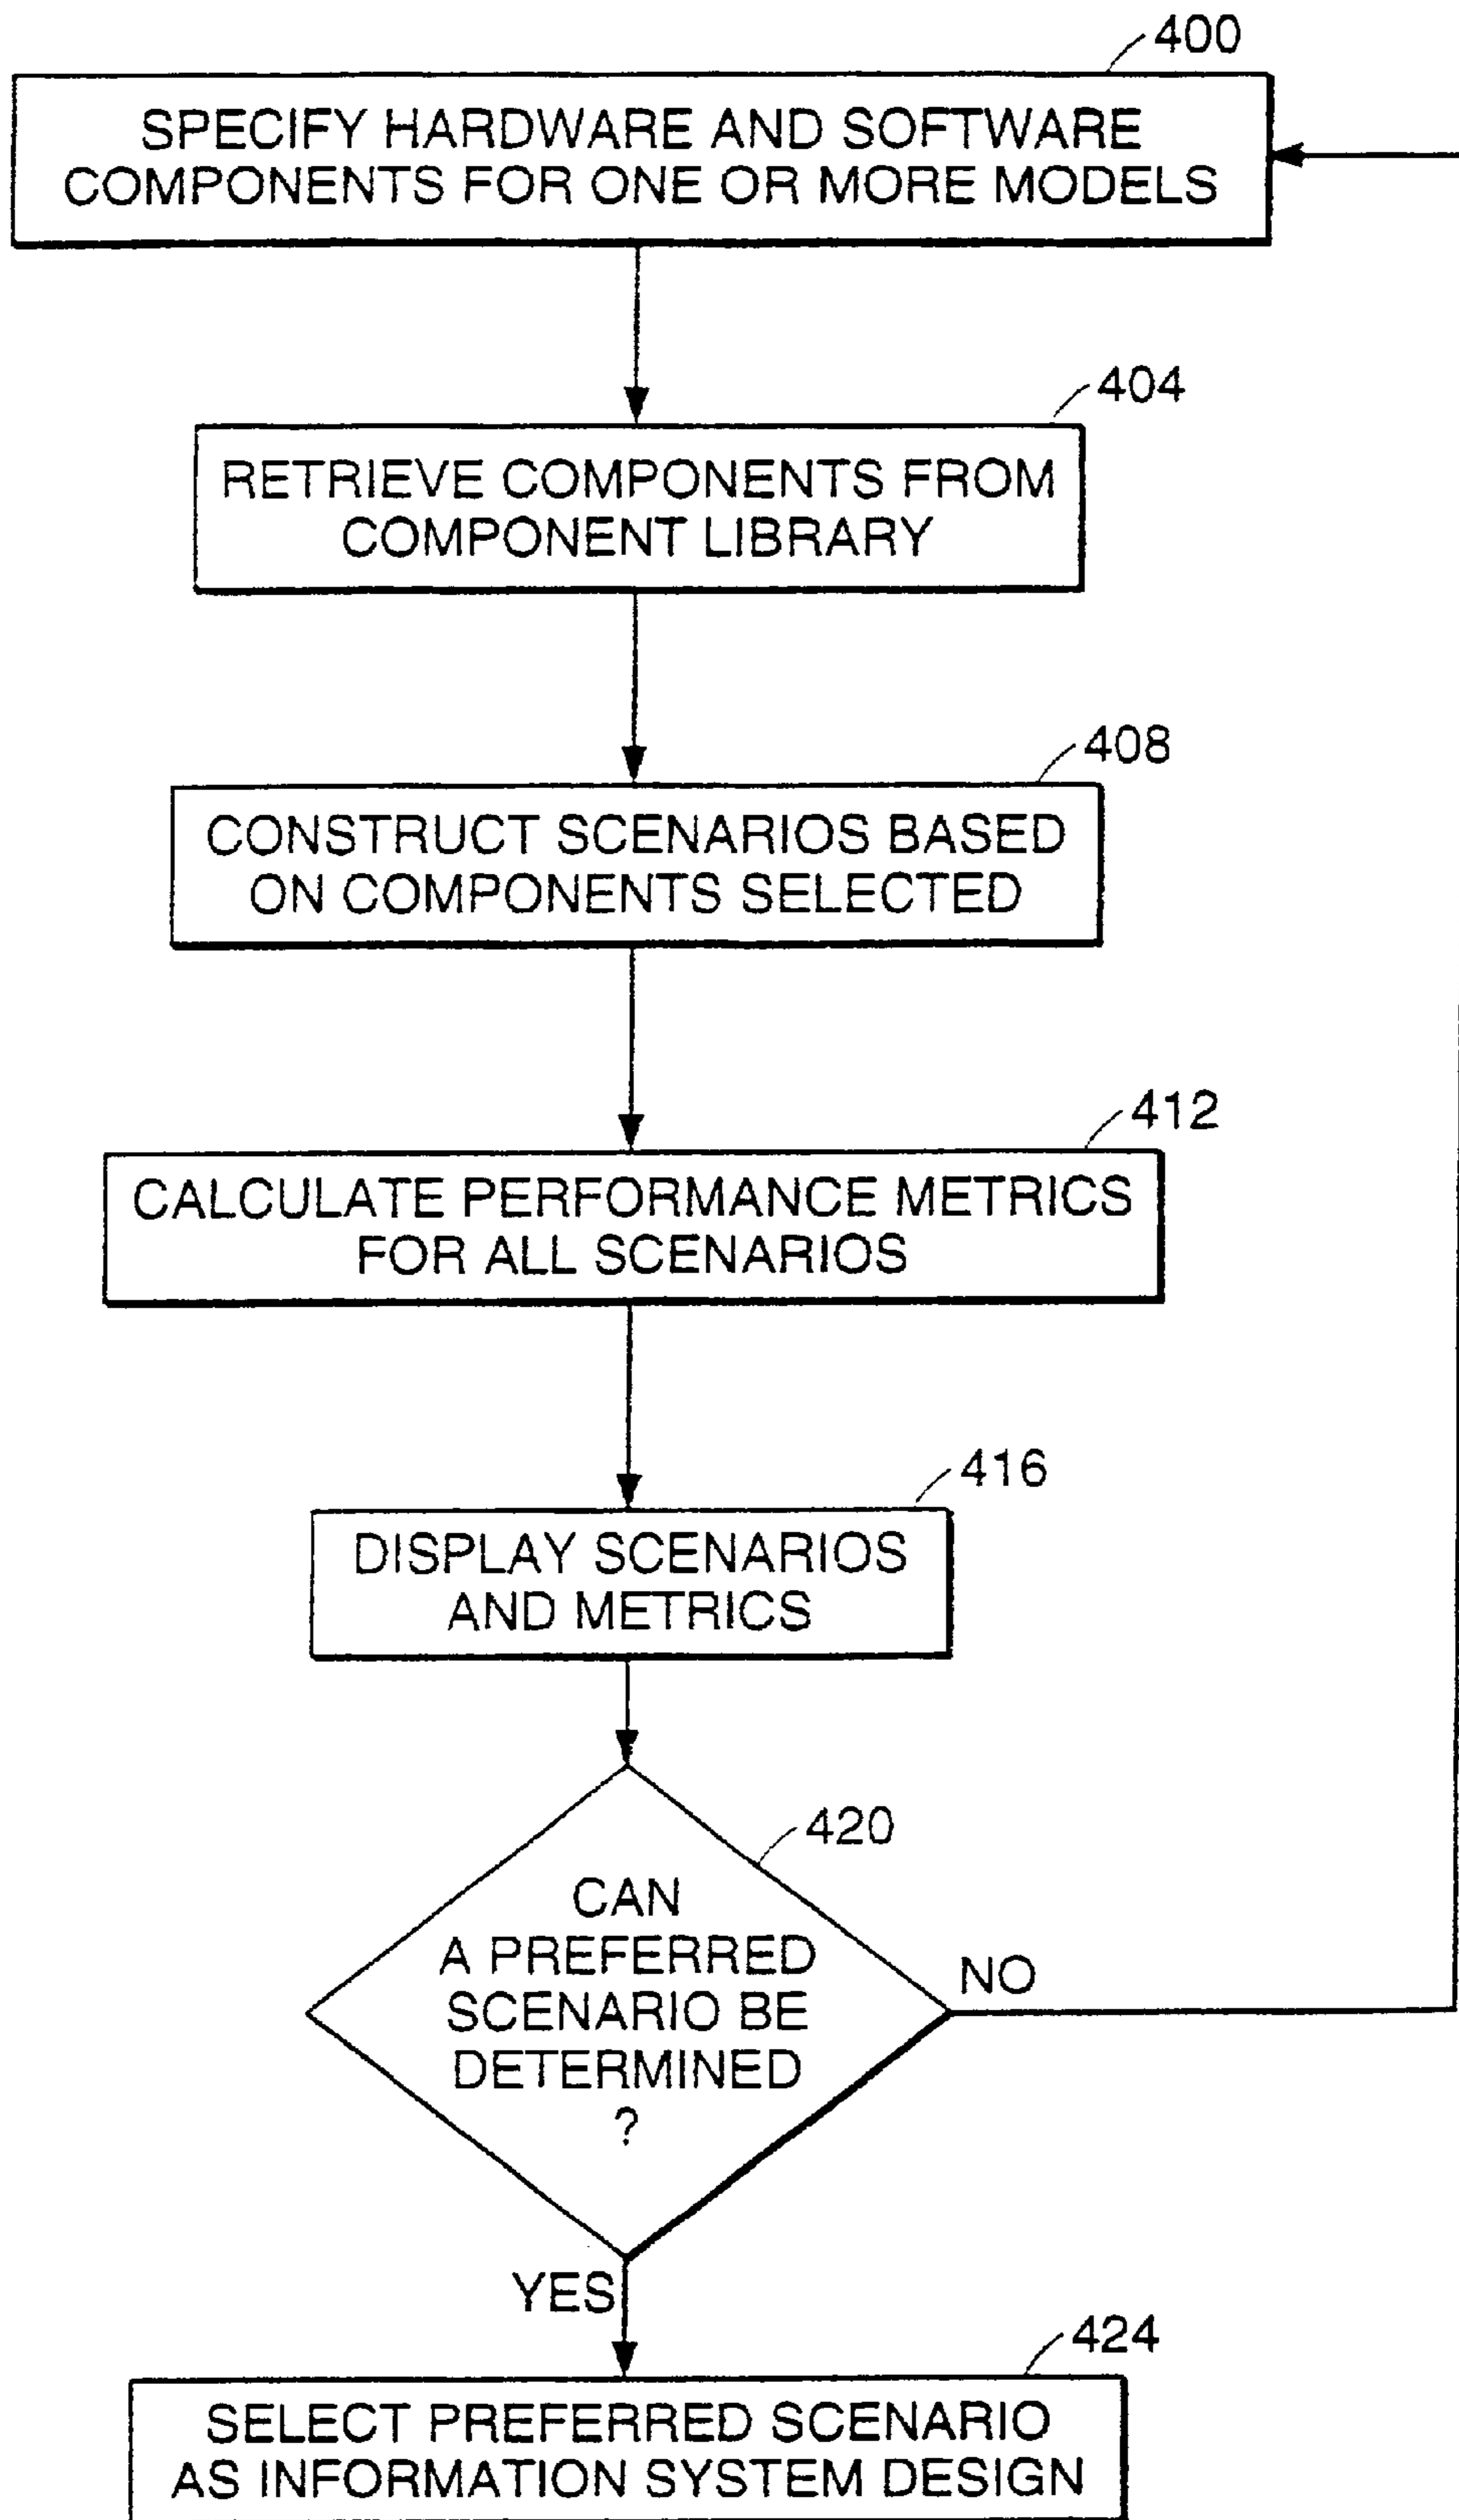 400
SPECIFY HARDWARE AND SOFTWARE
COMPONENTS FOR ONE OR MORE MODELS
404
RETRIEVE COMPONENTS FROM
COMPONENT LIBRARY
408
CONSTRUCT SCENARIOS BASED
ON COMPONENTS SELECTED
412
CALCULATE PERFORMANCE METRICS
FOR ALL SCENARIOS
416
DISPLAY SCENARIOS
AND METRICS
420
CAN
A PREFERRED
SCENARIO BE
DETERMINED
?
NO
YES
424
SELECT PREFERRED SCENARIO
AS INFORMATION SYSTEM DESIGN